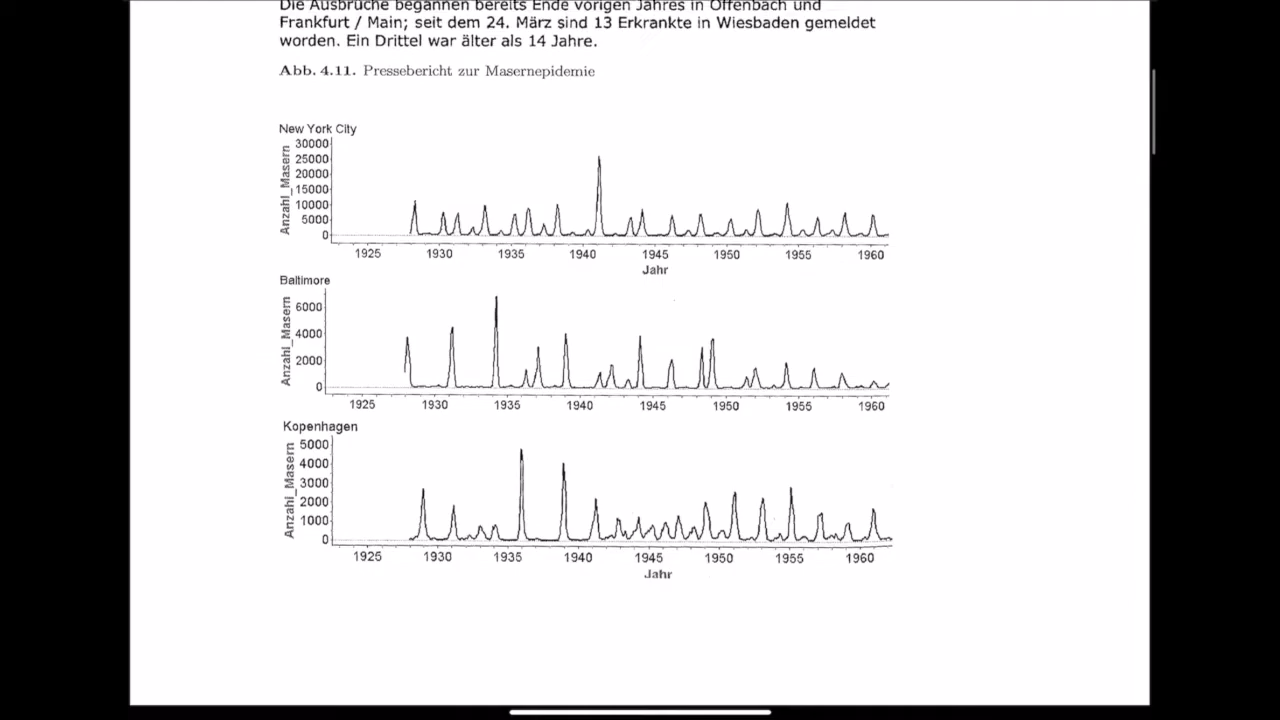 Die Ausbrüche begannen bereits Ende vorigen Jahres in Offenbach und
Frankfurt / Main; seit dem 24. März sind 13 Erkrankte in Wiesbaden gemeldet
worden. Ein Drittel war älter als 14 Jahre.
Abb. 4.11. Pressebericht zur Masernepidemie
New York City
Anzahl_Masern
30000
25000
20000
15000
10000
5000
0
1925 1930 1935 1940 1945 1950 1955 1960
Jahr
Baltimore
Anzahl_Masern
6000
4000
2000
0
1925 1930 1935 1940 1945 1950 1955 1960
Kopenhagen
Anzahl_Masern
5000
4000
3000
2000
1000
0
1925 1930 1935 1940 1945 1950 1955 1960
Jahr